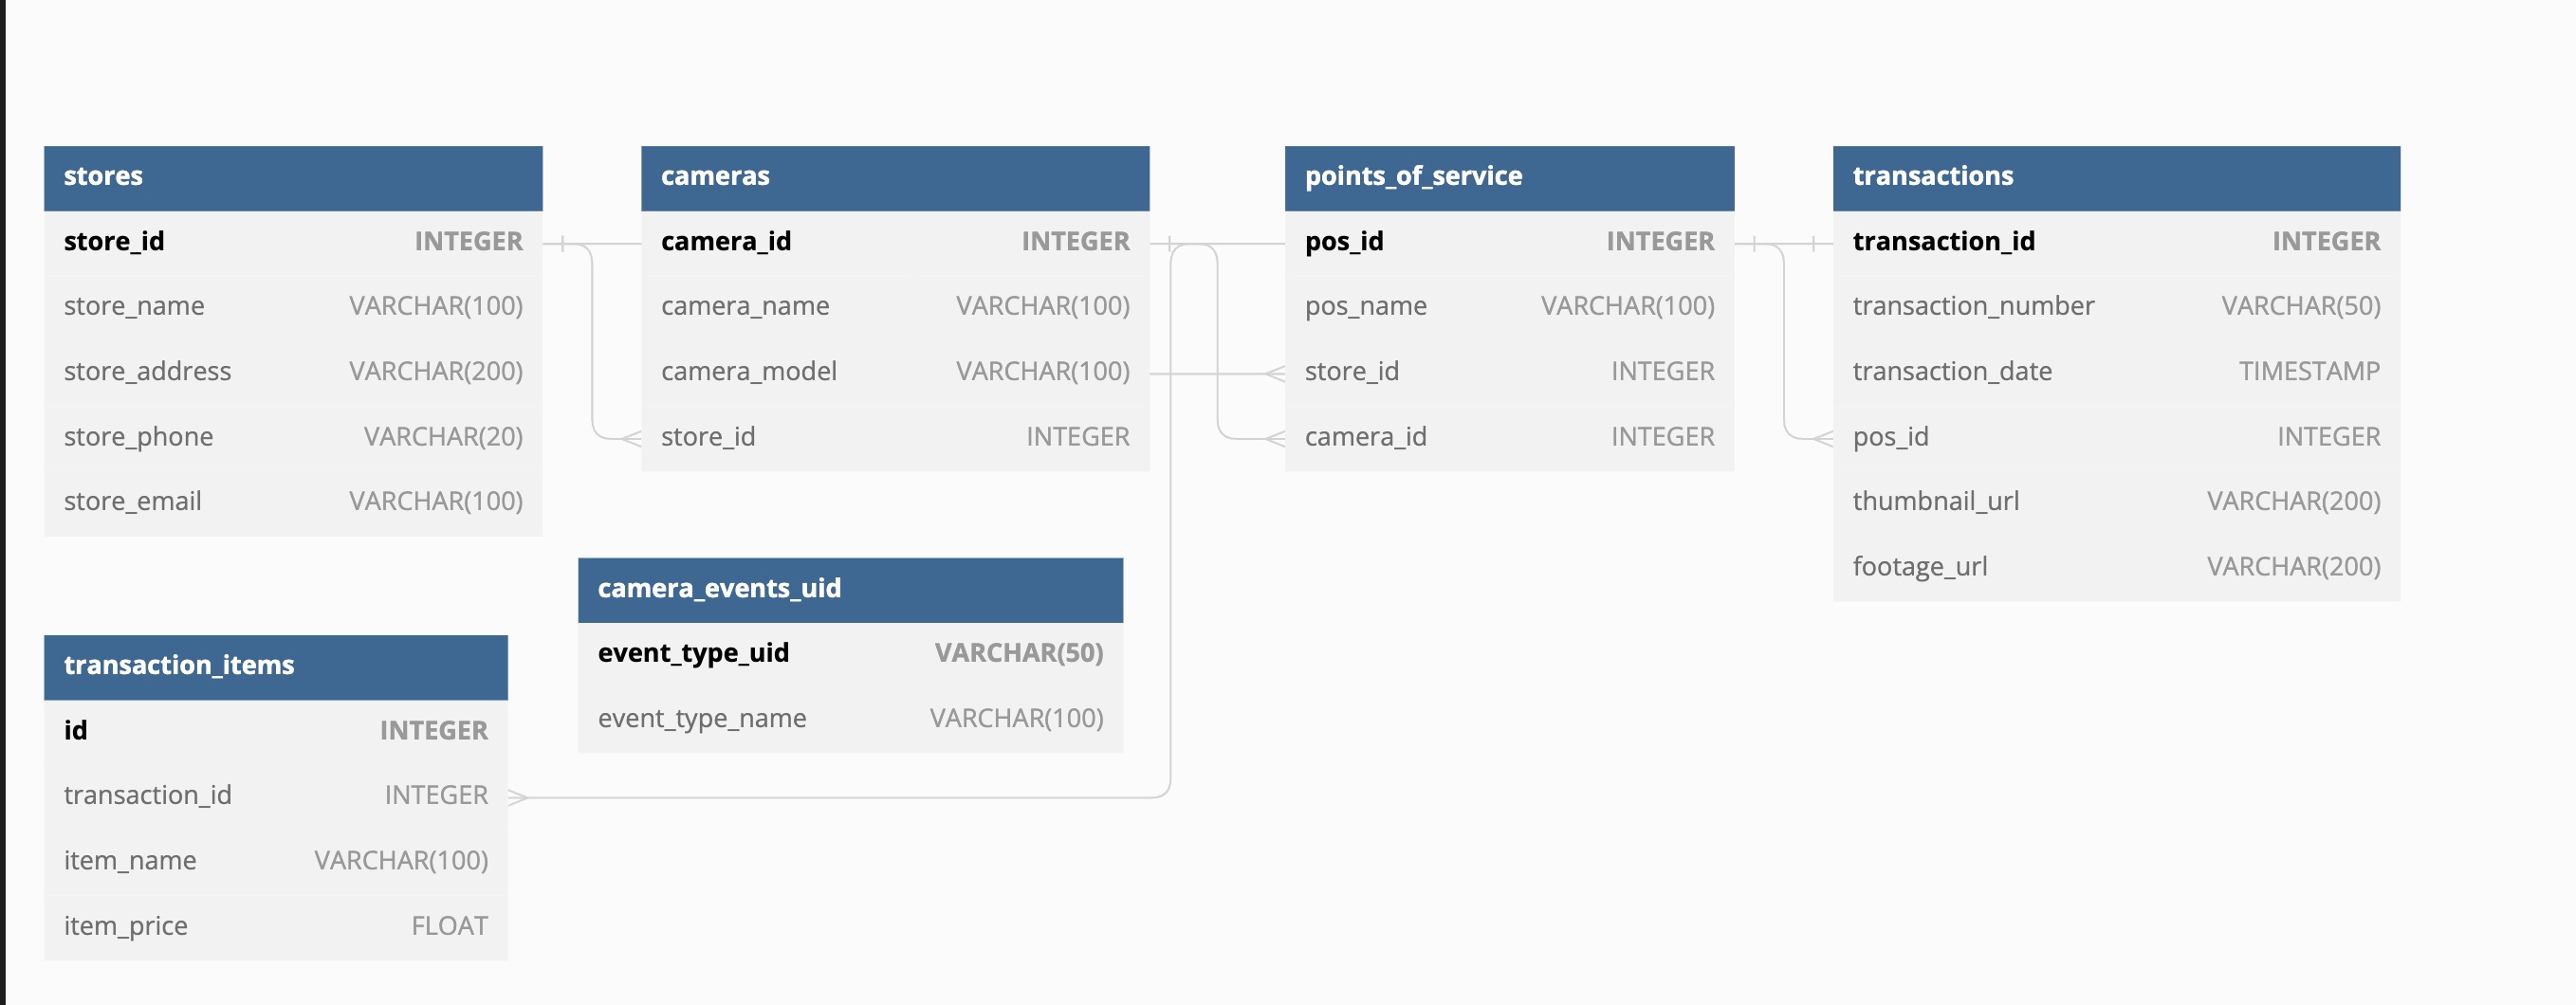 stores
store_id INTEGER
store_name VARCHAR(100)
store_address VARCHAR(200)
store_phone VARCHAR(20)
store_email VARCHAR(100)
cameras
camera_id INTEGER
camera_name VARCHAR(100)
camera_model VARCHAR(100)
store_id INTEGER
points_of_service
pos_id INTEGER
pos_name VARCHAR(100)
store_id INTEGER
camera_id INTEGER
transactions
transaction_id INTEGER
transaction_number VARCHAR(50)
transaction_date TIMESTAMP
pos_id INTEGER
thumbnail_url VARCHAR(200)
footage_url VARCHAR(200)
camera_events_uid
event_type_uid VARCHAR(50)
event_type_name VARCHAR(100)
transaction_items
id INTEGER
transaction_id INTEGER
item_name VARCHAR(100)
item_price FLOAT